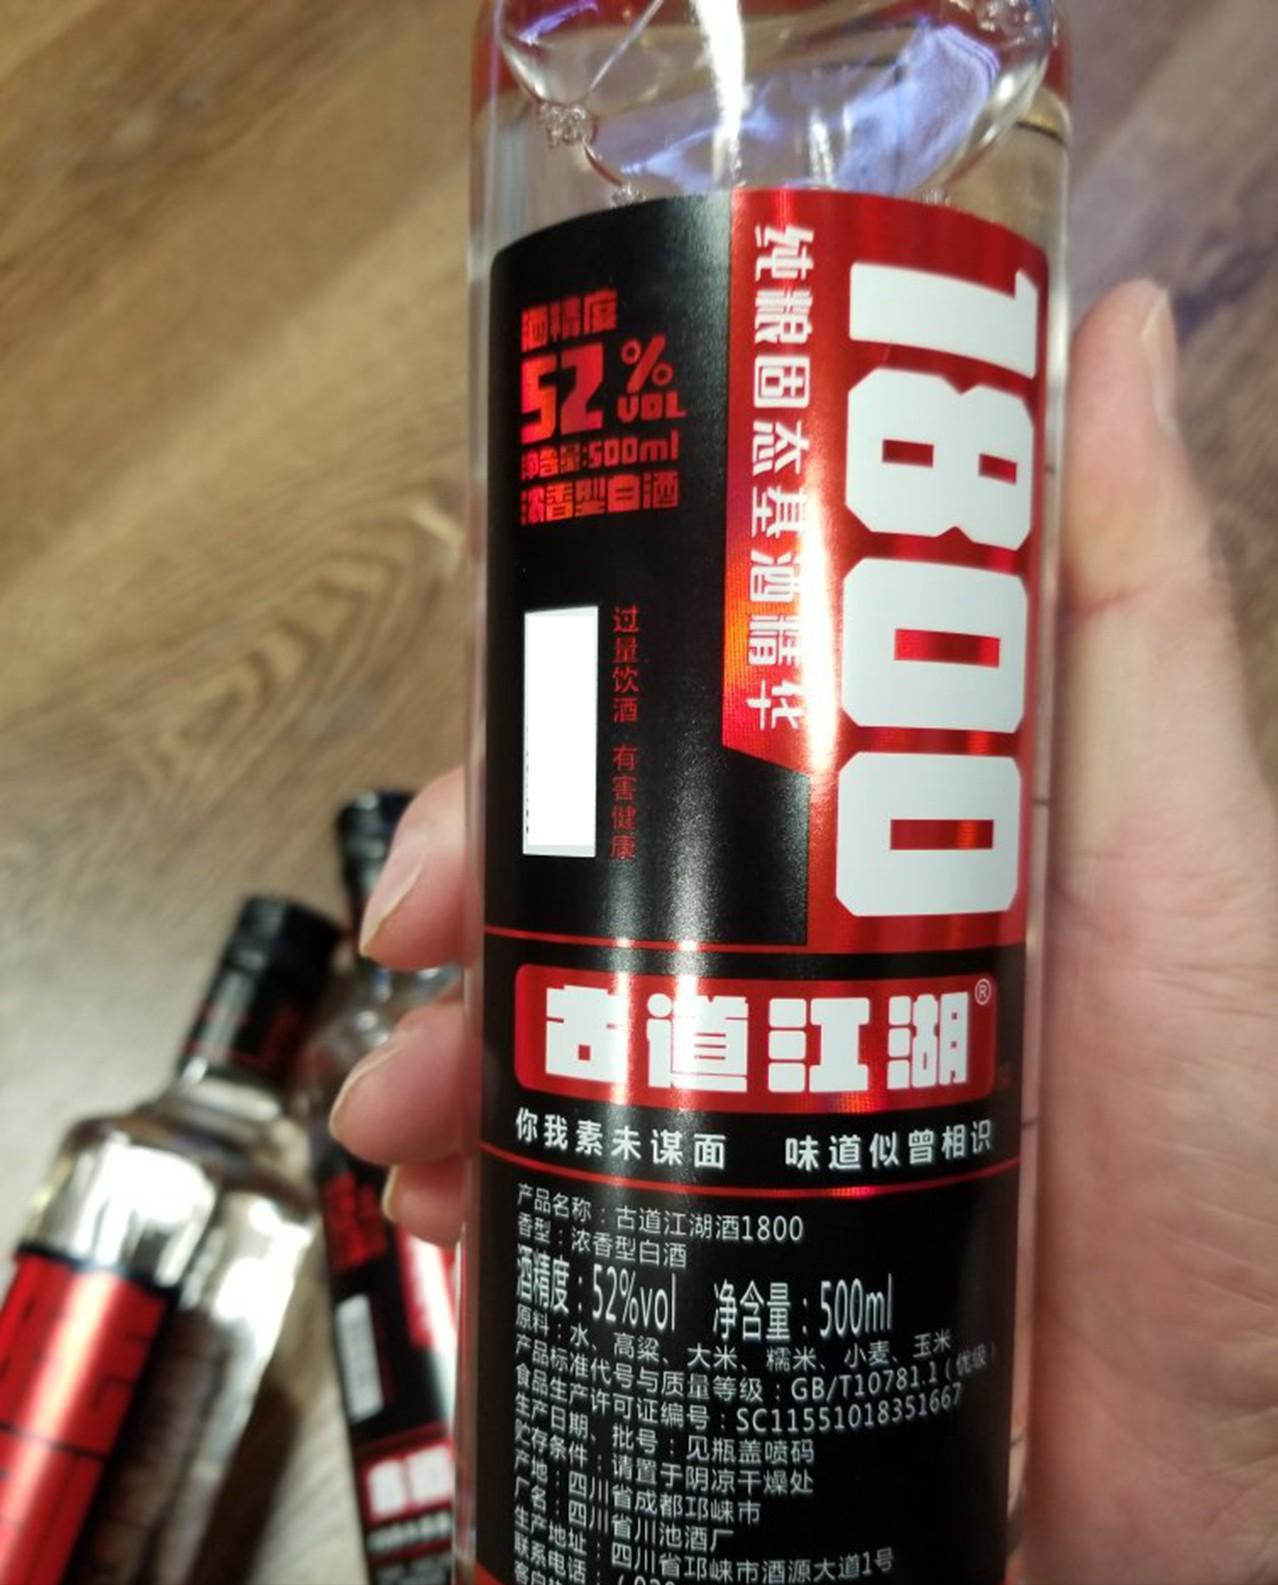 1800
纯粮固态基酒精华
酒精度
52%VOL
净含量:500ml
浓香型白酒
过量饮酒 有害健康
古道江湖®
你我素未谋面 味道似曾相识
产品名称：古道江湖酒1800
香型：浓香型白酒
酒精度：52%vol 净含量：500ml
原料：水、高粱、大米、糯米、小麦、玉米
产品标准代号与质量等级：GB/T10781.1(优级)
食品生产许可证编号：SC11551018351667
生产日期、批号：见瓶盖喷码
贮存条件：请置于阴凉干燥处
产地：四川省成都邛崃市
厂名：四川省川池酒厂
生产地址：四川省邛崃市酒源大道1号
联系电话：(028